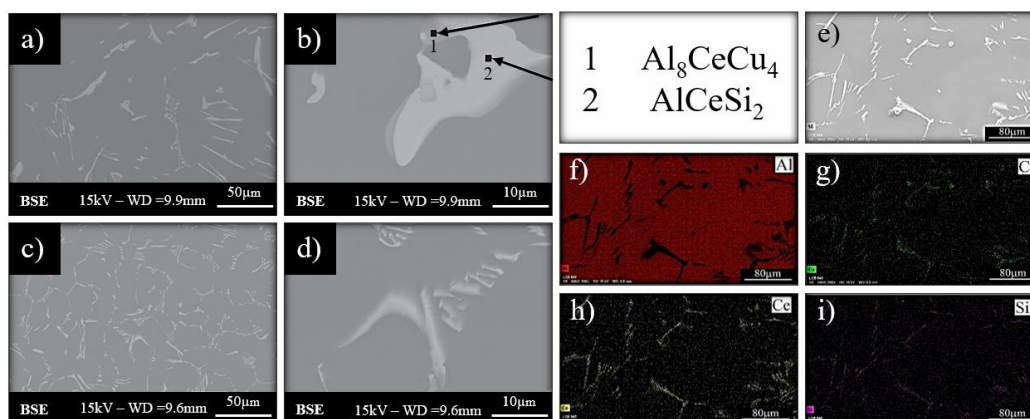 a)
BSE 15kV – WD =9.9mm 50µm
b)
1
2
BSE 15kV – WD =9.9mm 10µm
1 Al₈CeCu₄
2 AlCeSi₂
e)
80µm
f)
Al
80µm
g)
C
80µm
c)
BSE 15kV – WD =9.6mm 50µm
d)
BSE 15kV – WD =9.6mm 10µm
h)
Ce
80µm
i)
Si
80µm